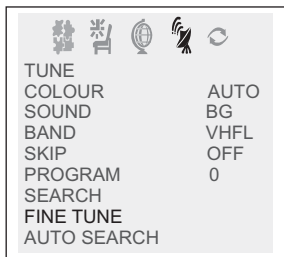 TUNE
COLOUR AUTO
SOUND BG
BAND VHFL
SKIP OFF
PROGRAM 0
SEARCH
FINE TUNE
AUTO SEARCH